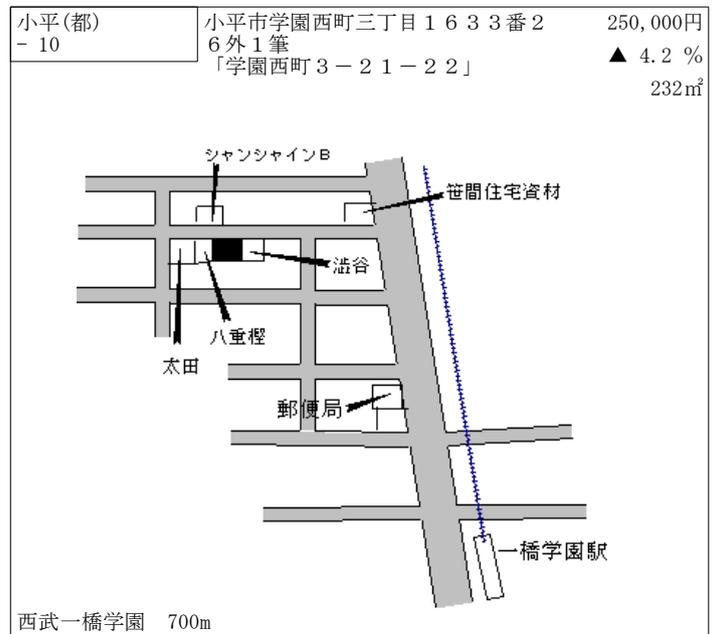 小平(都)
- 10
小平市学園西町三丁目１６３３番２
６外１筆
「学園西町３－２１－２２」
250,000円
▲ 4.2 %
232㎡
シャンシャインＢ
笹間住宅資材
澁谷
八重樫
太田
郵便局
一橋学園駅
西武一橋学園　700m